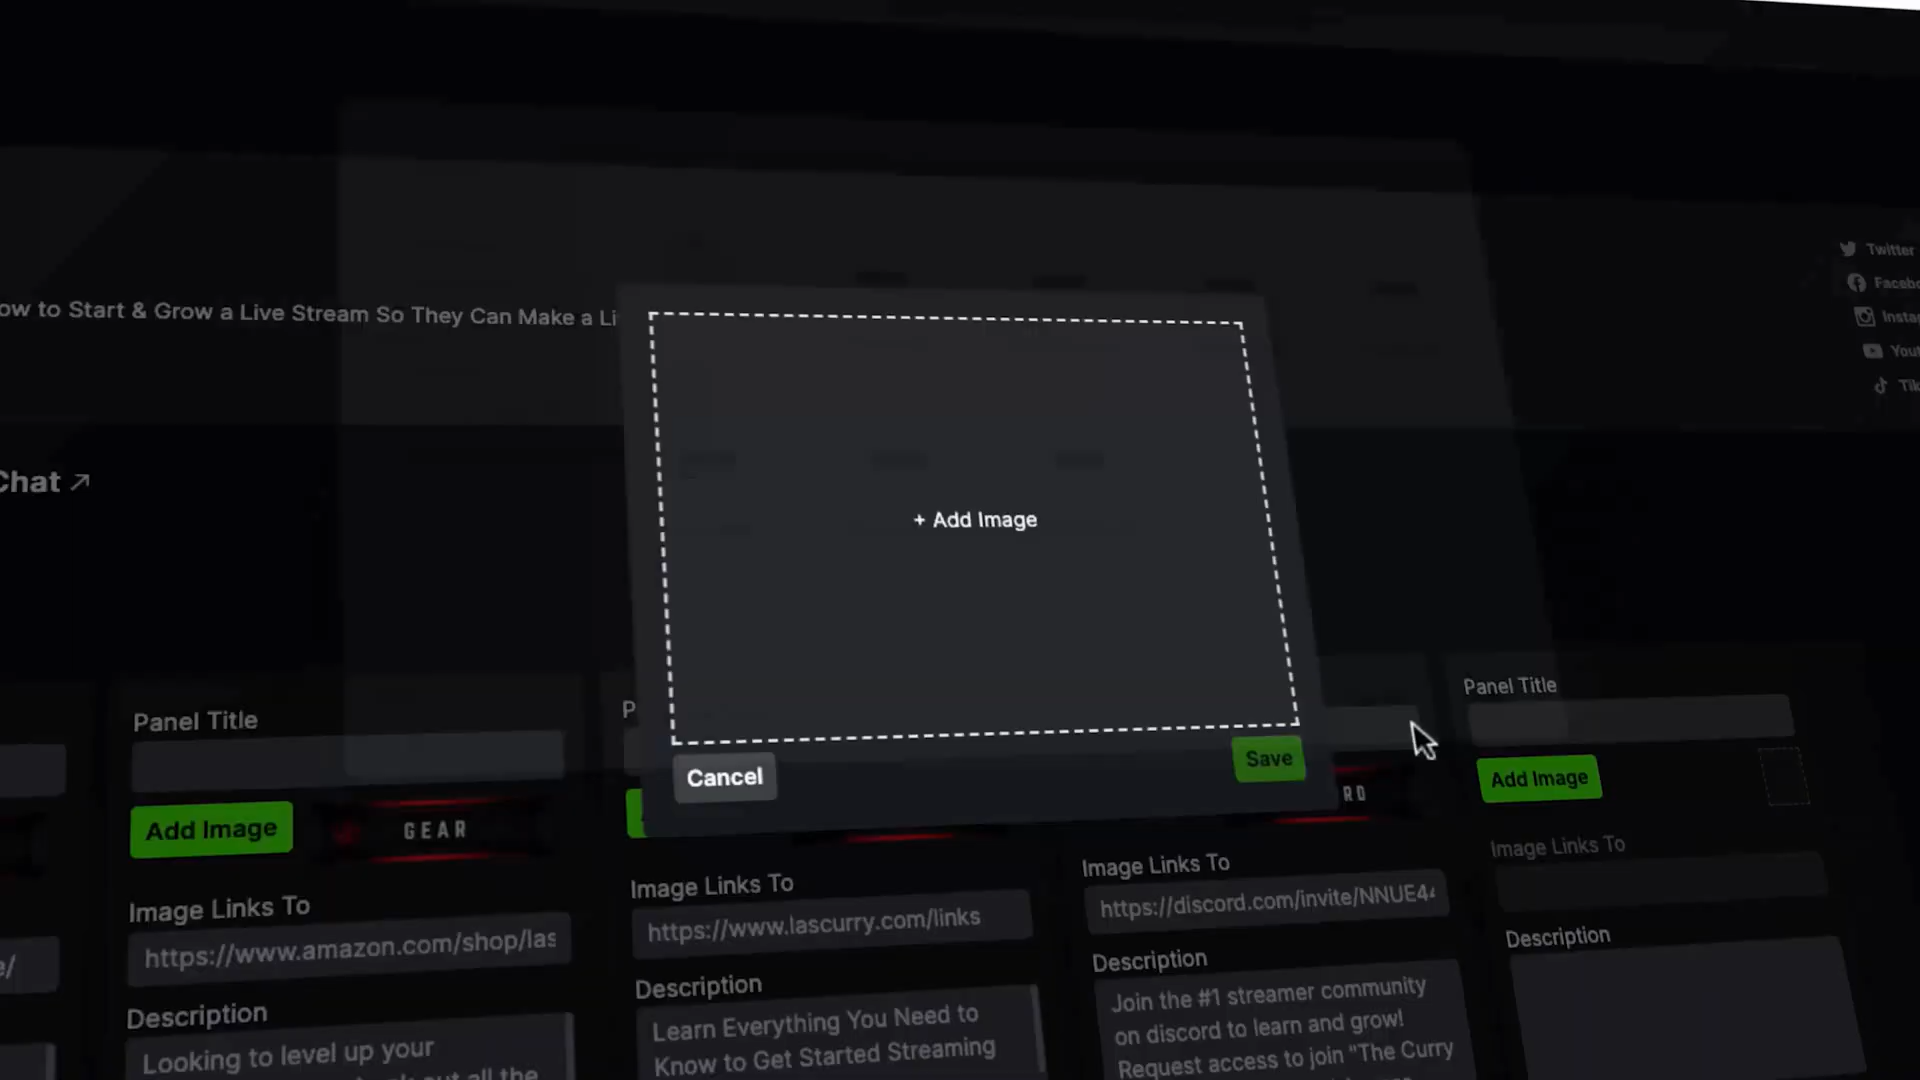 Twitter
ow to Start & Grow a Live Stream So They Can Make a Li
Chat
+ Add Image
Cancel
Save
Panel Title
Add Image
GEAR
Image Links To
https://www.amazon.com/shop/las
Description
Looking to level up your
all the
P
Image Links To
https://www.lascurry.com/links
Description
Learn Everything You Need to
Know to Get Started Streaming
RD
Image Links To
https://discord.com/invite/NNUE44
Description
Join the #1 streamer community
on discord to learn and grow!
Request access to join "The Curry
Panel Title
Add Image
Image Links To
Description